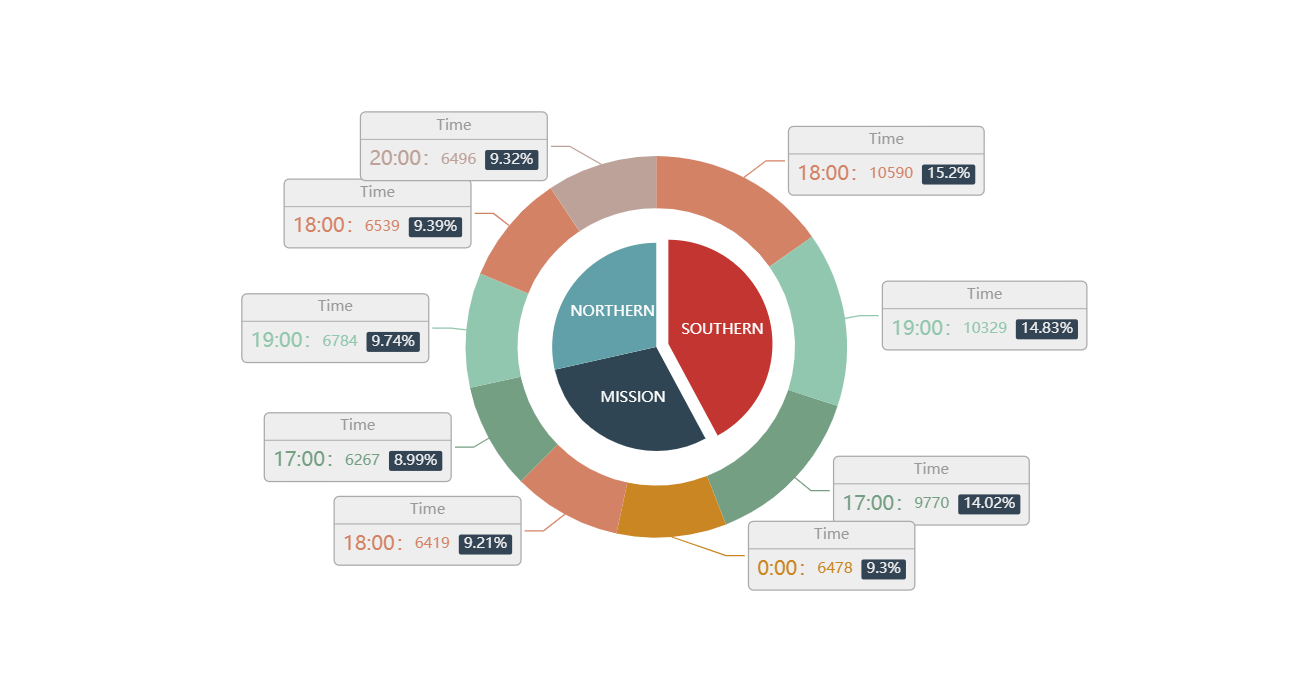 Time
20:00: 6496 9.32%
Time
18:00: 10590 15.2%
Time
18:00: 6539 9.39%
Time
19:00: 10329 14.83%
Time
19:00: 6784 9.74%
NORTHERN
SOUTHERN
MISSION
Time
17:00: 6267 8.99%
Time
17:00: 9770 14.02%
Time
18:00: 6419 9.21%
Time
0:00: 6478 9.3%